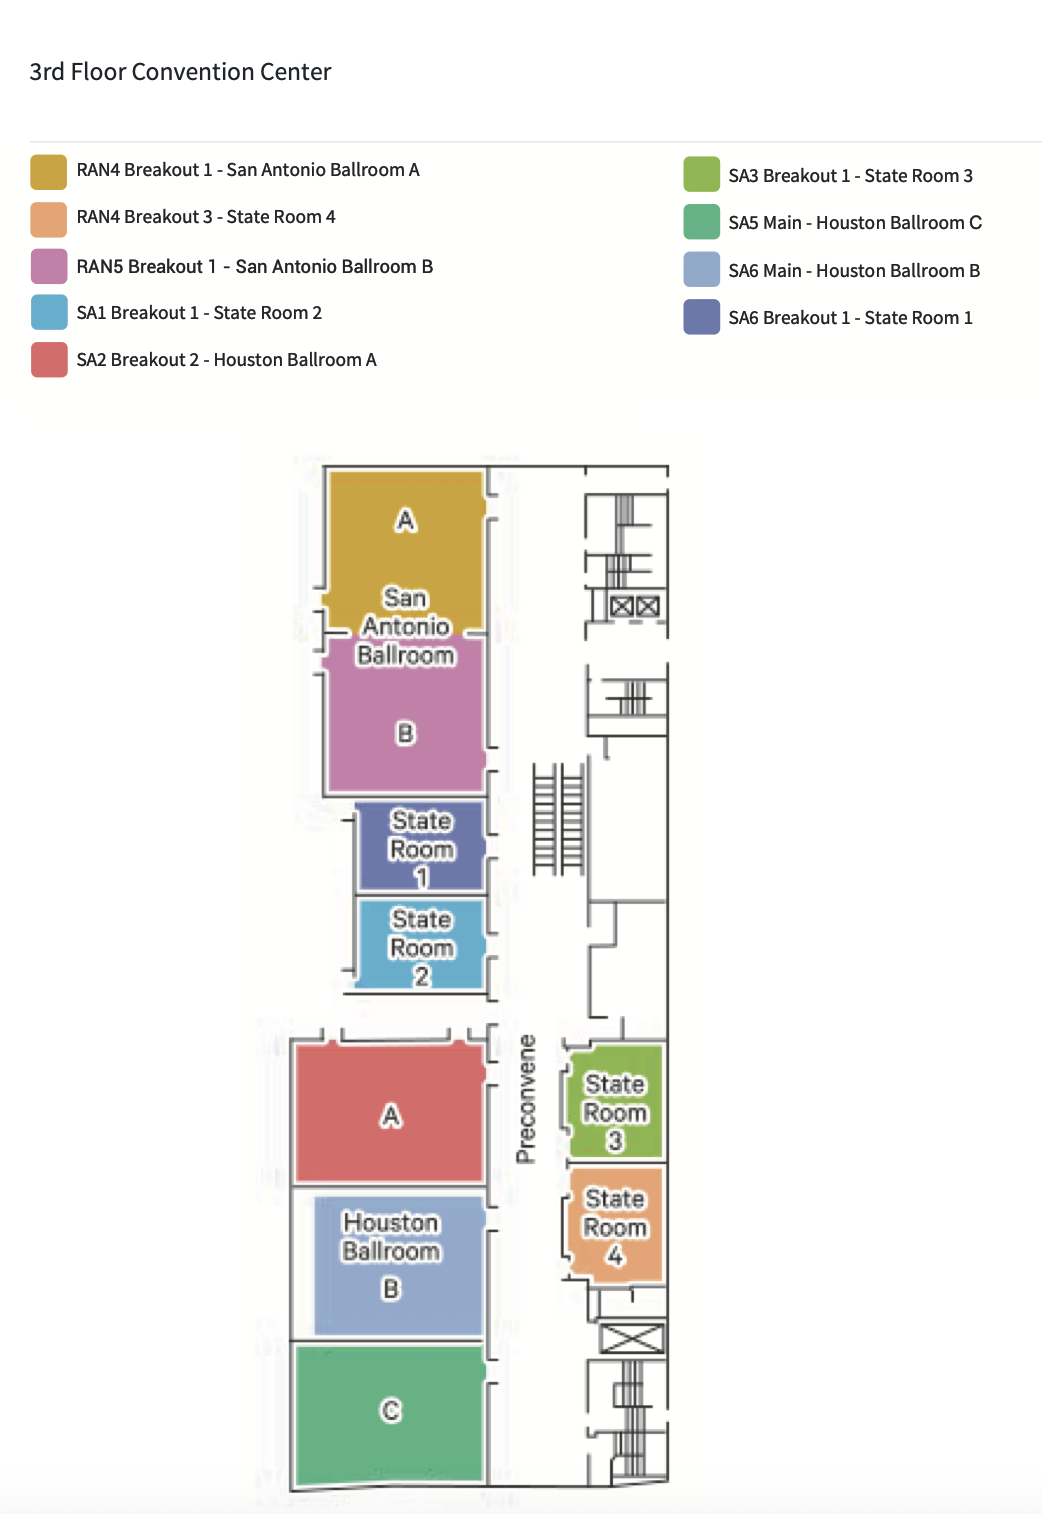 3rd Floor Convention Center
RAN4 Breakout 1 - San Antonio Ballroom A
RAN4 Breakout 3 - State Room 4
RAN5 Breakout 1 - San Antonio Ballroom B
SA1 Breakout 1 - State Room 2
SA2 Breakout 2 - Houston Ballroom A
SA3 Breakout 1 - State Room 3
SA5 Main - Houston Ballroom C
SA6 Main - Houston Ballroom B
SA6 Breakout 1 - State Room 1
A
San
Antonio
Ballroom
B
State
Room
1
State
Room
2
Preconvene
A
State
Room
3
State
Room
4
Houston
Ballroom
B
C